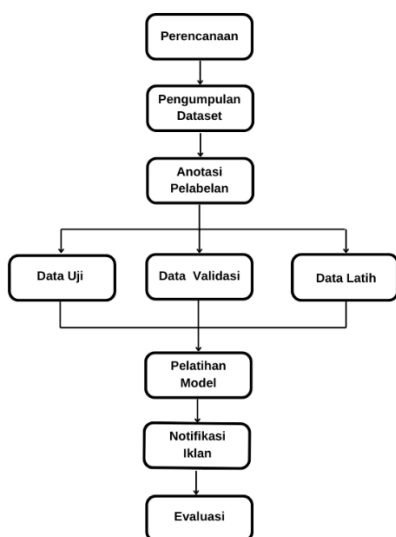 Perencanaan
Pengumpulan
Dataset
Anotasi
Pelabelan
Data Uji
Data Validasi
Data Latih
Pelatihan
Model
Notifikasi
Iklan
Evaluasi